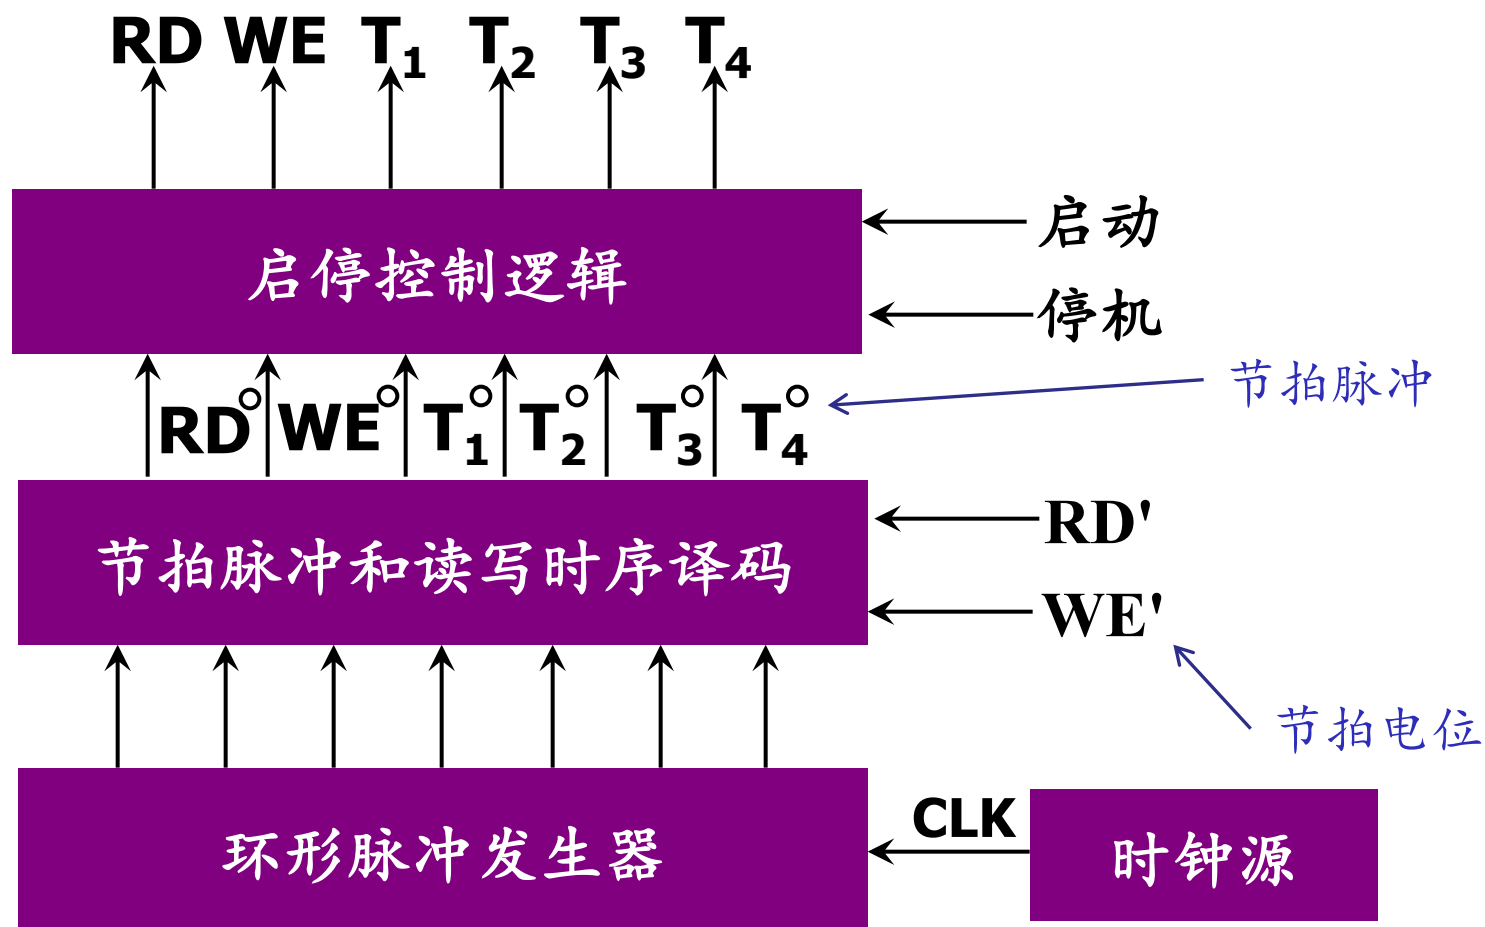 RD WE T₁ T₂ T₃ T₄
启停控制逻辑
启动
停机
RD° WE° T₁° T₂° T₃° T₄°
节拍脉冲
节拍脉冲和读写时序译码
RD'
WE'
节拍电位
环形脉冲发生器
CLK
时钟源